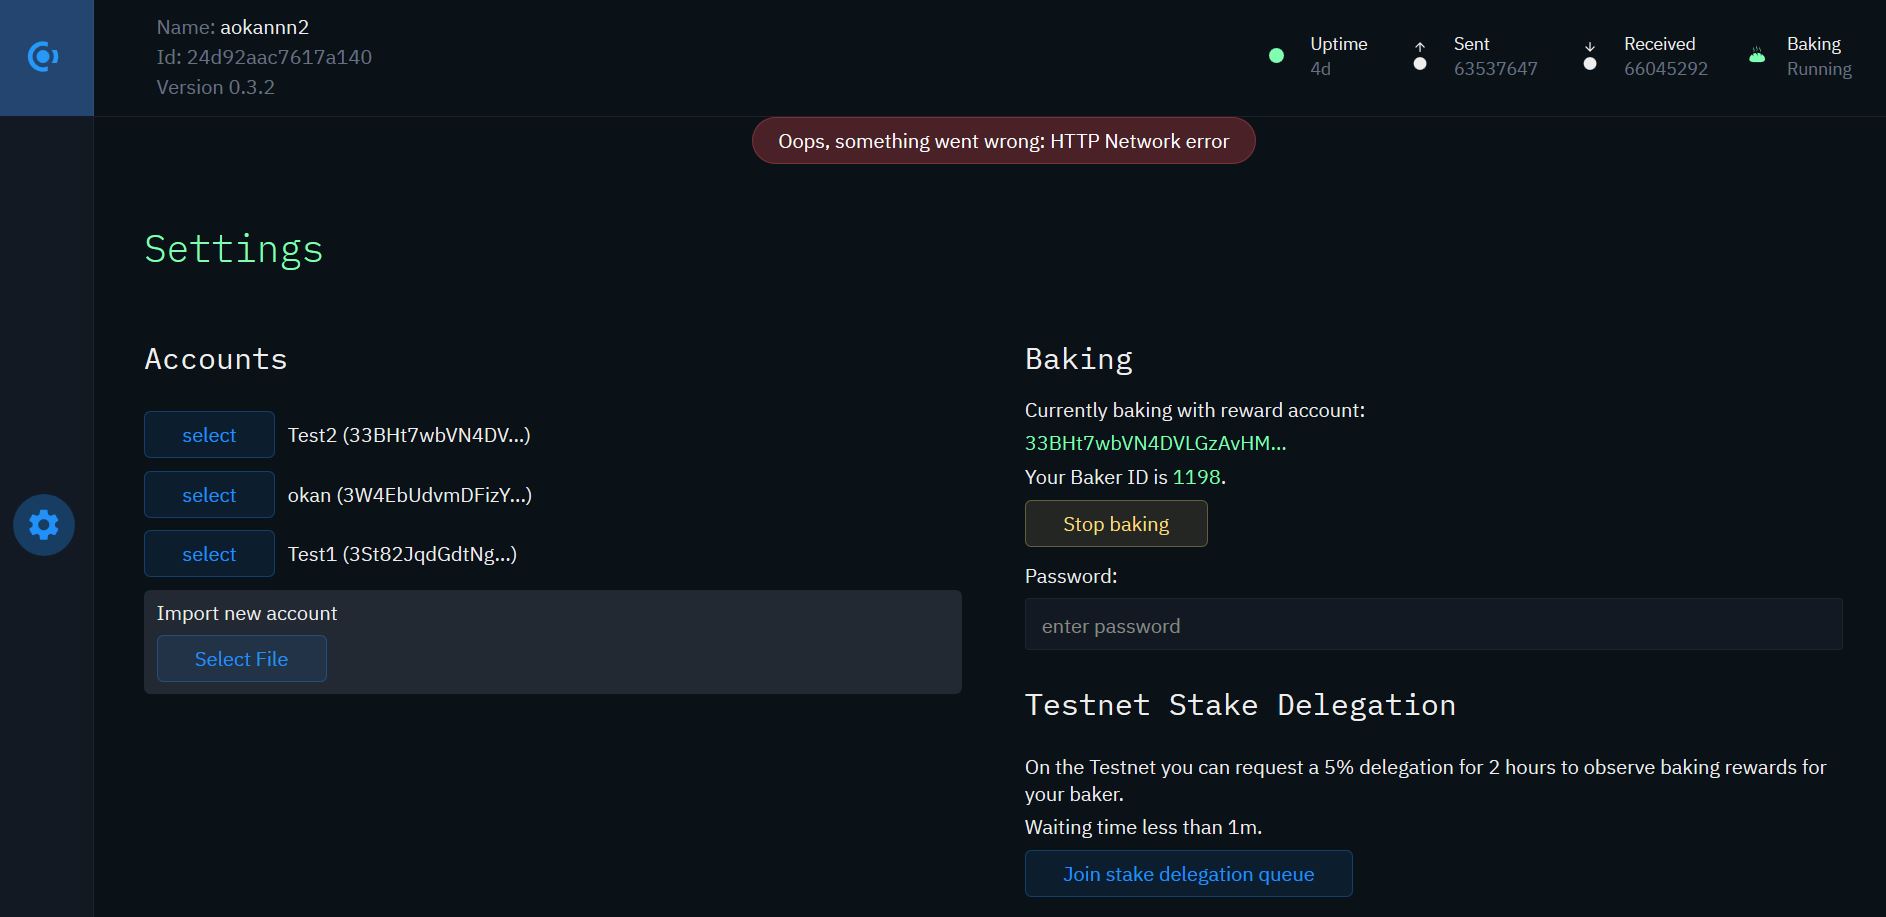 Name: aokannn2
Id: 24d92aac7617a140
Version 0.3.2
Uptime
4d
Sent
63537647
Received
66045292
Baking
Running
Oops, something went wrong: HTTP Network error
Settings
Accounts
select Test2 (33BHt7wbVN4DV...)
select okan (3W4EbUdvmDFizY...)
select Test1 (3St82JqdGdtNg...)
Import new account
Select File
Baking
Currently baking with reward account:
33BHt7wbVN4DVLGzAvHM...
Your Baker ID is 1198.
Stop baking
Password:
enter password
Testnet Stake Delegation
On the Testnet you can request a 5% delegation for 2 hours to observe baking rewards for
your baker.
Waiting time less than 1m.
Join stake delegation queue